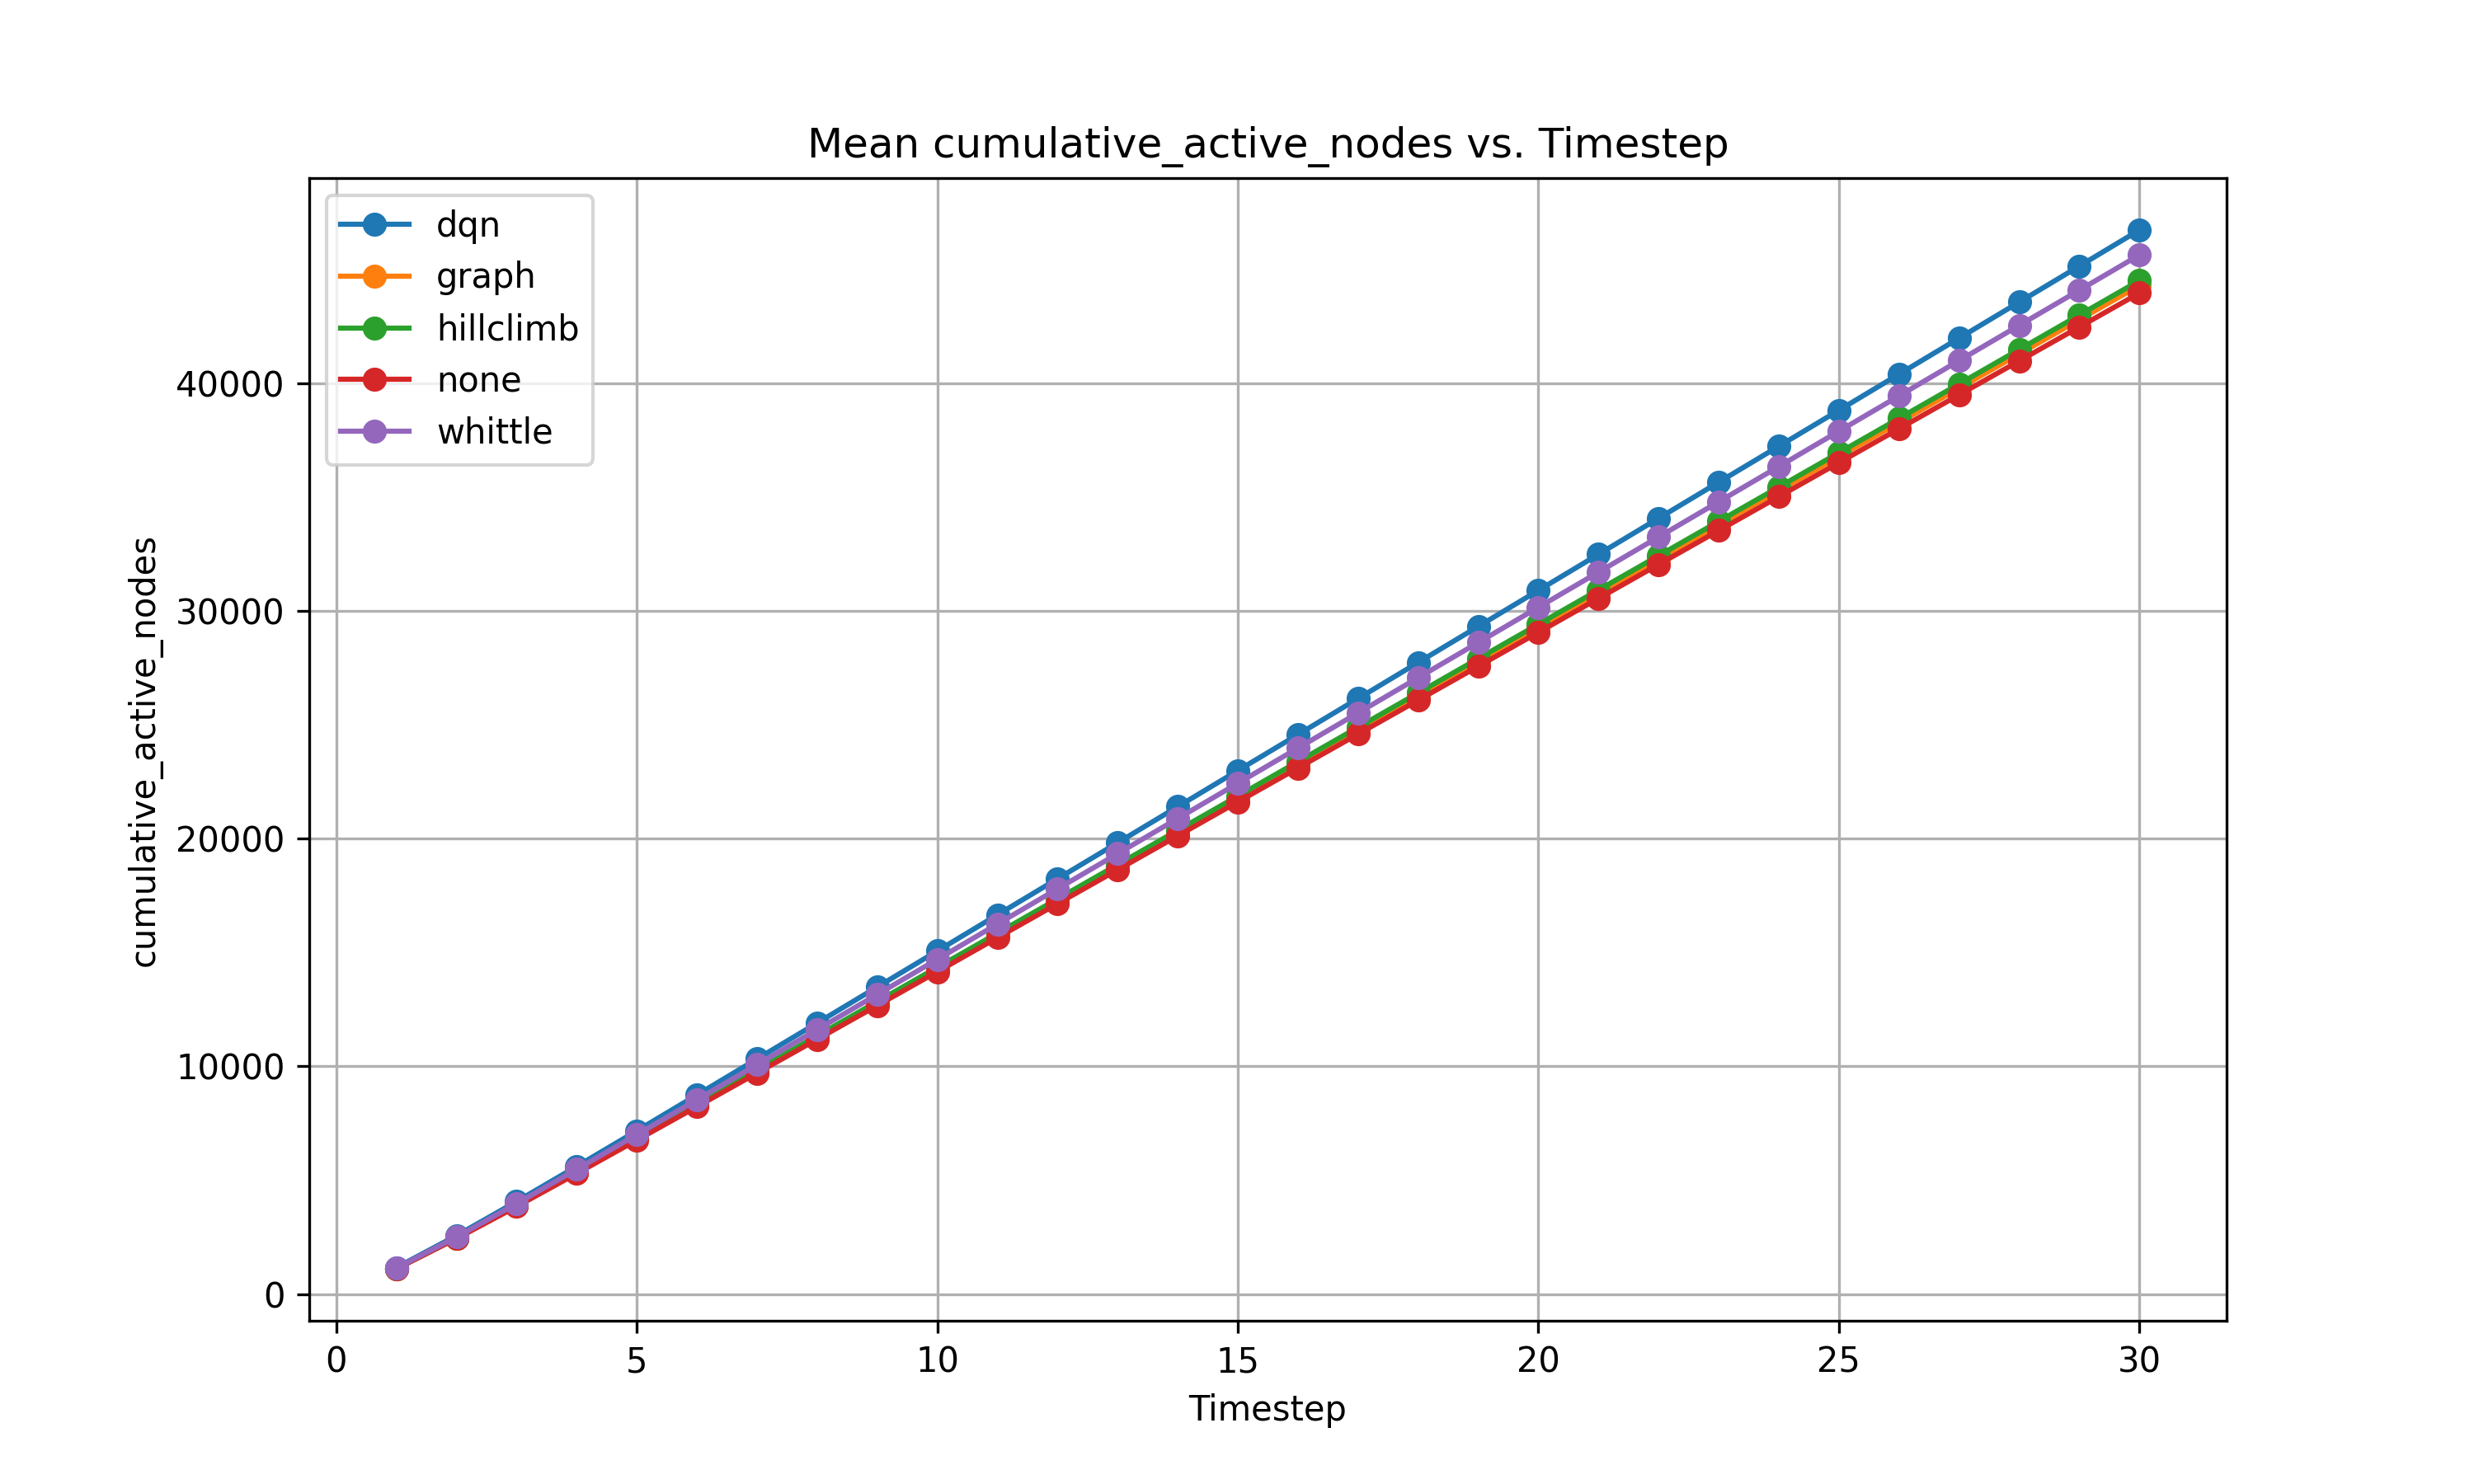 Mean cumulative_active_nodes vs. Timestep
dqn
graph
hillclimb
none
whittle
cumulative_active_nodes
40000
30000
20000
10000
0
0 5 10 15 20 25 30
Timestep